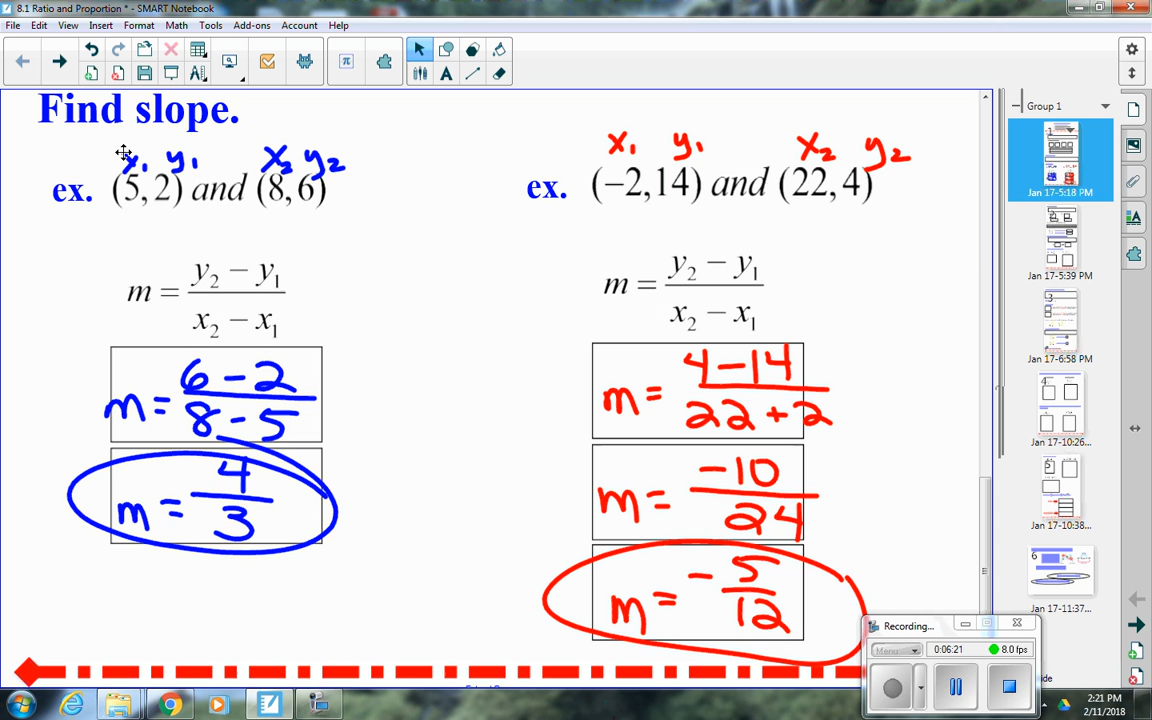 8.1 Ratio and Proportion * - SMART Notebook
File Edit View Insert Format Math Tools Add-ons Account Help
Find slope.
x₁ y₁ x₂ y₂
ex. (5, 2) and (8, 6)
m = y₂ − y₁ / x₂ − x₁
m = 6 − 2 / 8 − 5
m = 4 / 3
x₁ y₁ x₂ y₂
ex. (−2, 14) and (22, 4)
m = y₂ − y₁ / x₂ − x₁
m = 4 − 14 / 22 + 2
m = −10 / 24
m = − 5 / 12
Group 1
Jan 17-5:18 PM
Jan 17-5:39 PM
Jan 17-6:58 PM
Jan 17-10:26...
Jan 17-10:38...
Jan 17-11:37...
Recording...
Menu 0:06:21 8.0 fps
2:21 PM
2/11/2018